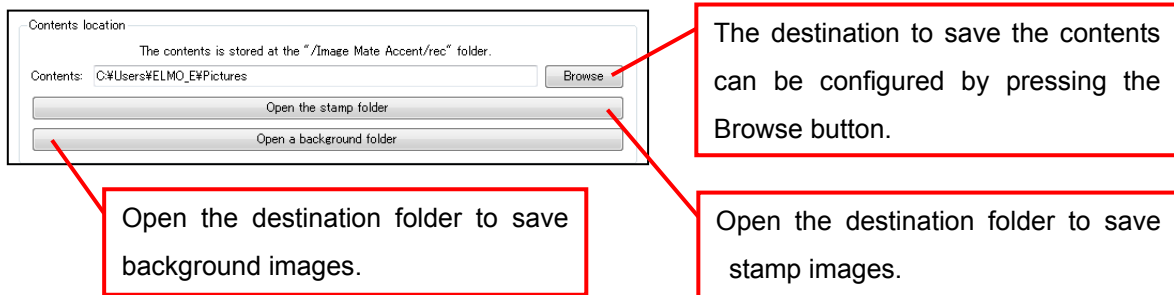 Contents location
The contents is stored at the "/Image Mate Accent/rec" folder.
Contents: C:¥Users¥ELMO_E¥Pictures Browse
Open the stamp folder
Open a background folder
The destination to save the contents
can be configured by pressing the
Browse button.
Open the destination folder to save
background images.
Open the destination folder to save
stamp images.